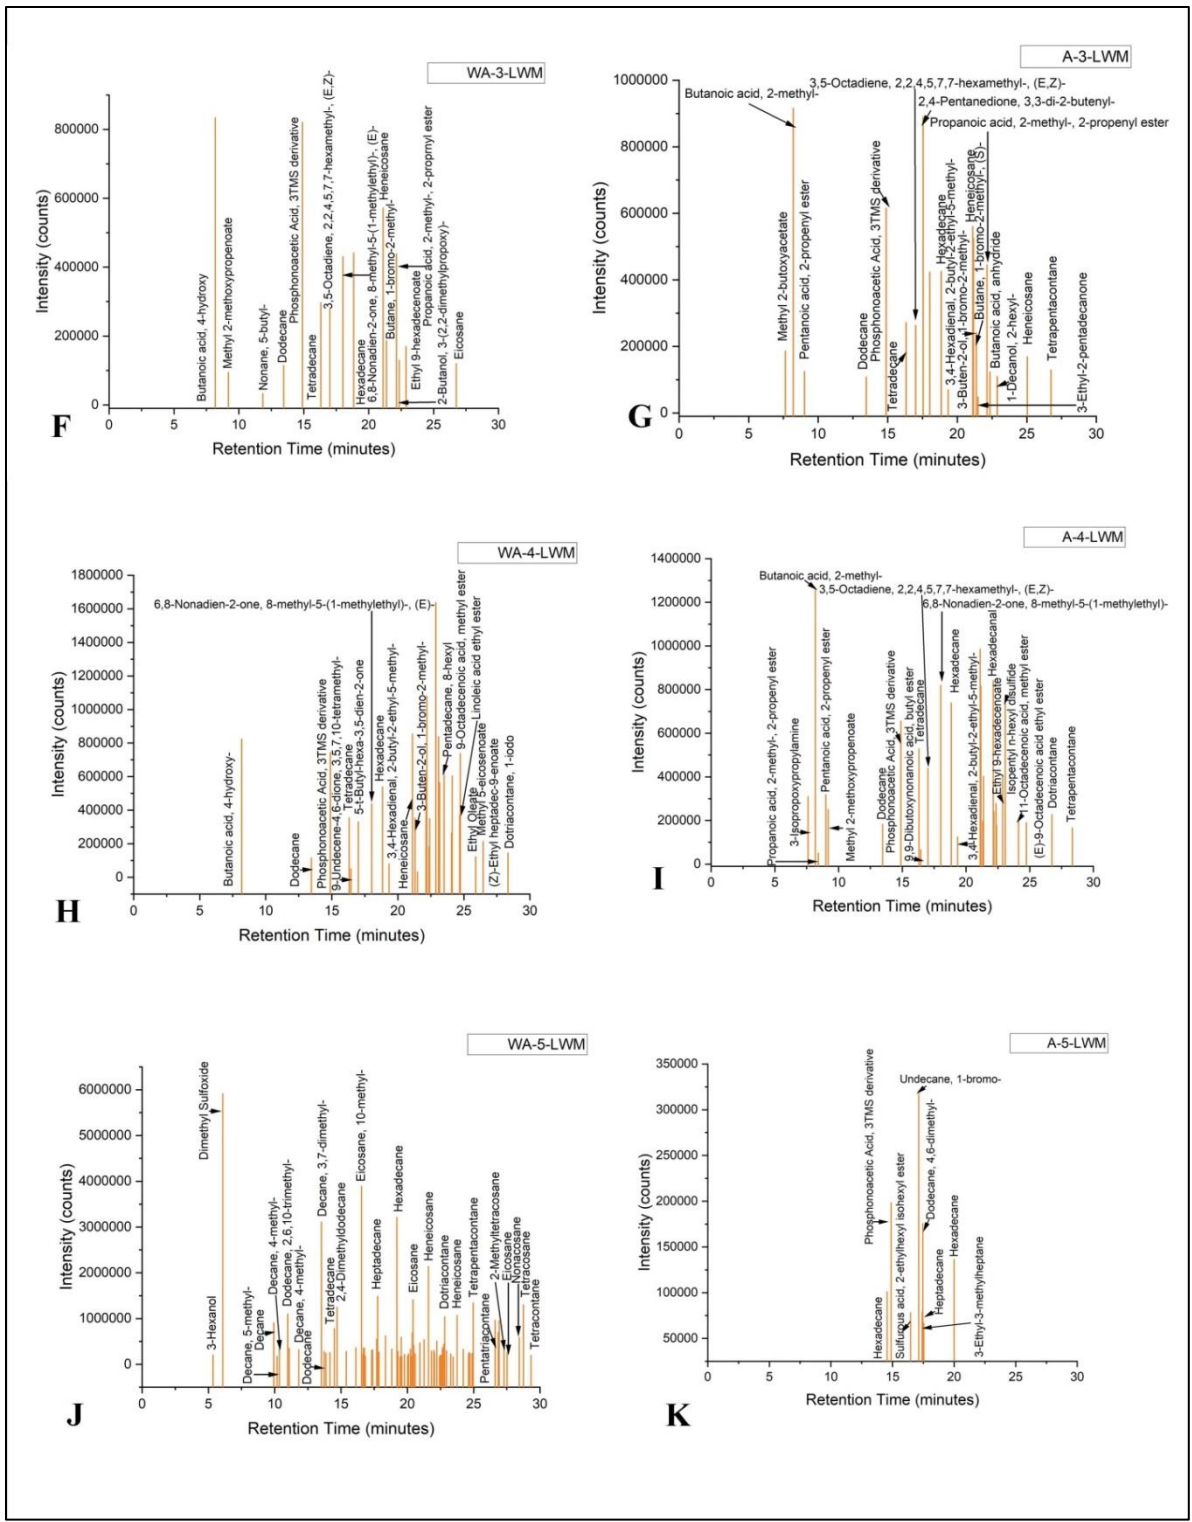 WA-3-LWM
Intensity (counts)
800000
600000
400000
200000
0
Butanoic acid, 4-hydroxy
Methyl 2-methoxypropenoate
Nonane, 5-butyl-
Dodecane
Phosphonoacetic Acid, 3TMS derivative
Tetradecane
3,5-Octadiene, 2,2,4,5,7,7-hexamethyl-, (E,Z)-
Hexadecane
6,8-Nonadien-2-one, 8-methyl-5-(1-methylethyl)-, (E)-
Heneicosane
Butane, 1-bromo-2-methyl-
Ethyl 9-hexadecenoate
Propanoic acid, 2-methyl-, 2-proprnyl ester
2-Butanol, 3-(2,2-dimethylpropoxy)-
Eicosane
0 5 10 15 20 25 30
Retention Time (minutes)
F
A-3-LWM
Intensity (counts)
1000000
800000
600000
400000
200000
0
Butanoic acid, 2-methyl-
3,5-Octadiene, 2,2,4,5,7,7-hexamethyl-, (E,Z)-
2,4-Pentanedione, 3,3-di-2-butenyl-
Propanoic acid, 2-methyl-, 2-propenyl ester
Methyl 2-butoxyacetate
Pentanoic acid, 2-propenyl ester
Dodecane
Phosphonoacetic Acid, 3TMS derivative
Tetradecane
Hexadecane
3,4-Hexadienal, 2-butyl-2-ethyl-5-methyl-
3-Buten-2-ol,1-bromo-2-methyl-
Heneicosane
Butane, 1-bromo-2-methyl-, (S)-
Butanoic acid, anhydride
1-Decanol, 2-hexyl-
Heneicosane
Tetrapentacontane
3-Ethyl-2-pentadecanone
0 5 10 15 20 25 30
Retention Time (minutes)
G
WA-4-LWM
Intensity (counts)
1800000
1600000
1400000
1200000
1000000
800000
600000
400000
200000
0
6,8-Nonadien-2-one, 8-methyl-5-(1-methylethyl)-, (E)-
Butanoic acid, 4-hydroxy-
Dodecane
Phosphonoacetic Acid, 3TMS derivative
9-Undecene-4,6-dione, 3,5,7,10-tetramethyl-
Tetradecane
5-t-Butyl-hexa-3,5-dien-2-one
Hexadecane
3,4-Hexadienal, 2-butyl-2-ethyl-5-methyl-
Heneicosane
3-Buten-2-ol, 1-bromo-2-methyl-
Pentadecane, 8-hexyl
9-Octadecenoic acid, methyl ester
Linoleic acid ethyl ester
Ethyl Oleate
Methyl 5-eicosenoate
(Z)-Ethyl heptadec-9-enoate
Dotriacontane, 1-iodo
0 5 10 15 20 25 30
Retention Time (minutes)
H
A-4-LWM
Intensity (counts)
1400000
1200000
1000000
800000
600000
400000
200000
0
Butanoic acid, 2-methyl-
3,5-Octadiene, 2,2,4,5,7,7-hexamethyl-, (E,Z)-
6,8-Nonadien-2-one, 8-methyl-5-(1-methylethyl)-
Propanoic acid, 2-methyl-, 2-propenyl ester
3-Isopropoxypropylamine
Pentanoic acid, 2-propenyl ester
Methyl 2-methoxypropenoate
Dodecane
Phosphonoacetic Acid, 3TMS derivative
9,9-Dibutoxynonanoic acid, butyl ester
Tetradecane
Hexadecane
3,4-Hexadienal, 2-butyl-2-ethyl-5-methyl-
Hexadecanal
Ethyl 9-hexadecenoate
Isopentyl n-hexyl disulfide
11-Octadecenoic acid, methyl ester
(E)-9-Octadecenoic acid ethyl ester
Dotriacontane
Tetrapentacontane
0 5 10 15 20 25 30
Retention Time (minutes)
I
WA-5-LWM
Intensity (counts)
6000000
5000000
4000000
3000000
2000000
1000000
0
3-Hexanol
Dimethyl Sulfoxide
Decane, 5-methyl-
Decane
Decane, 4-methyl-
Dodecane, 2,6,10-trimethyl-
Decane, 4-methyl-
Dodecane
Decane, 3,7-dimethyl-
Tetradecane
2,4-Dimethyldodecane
Eicosane, 10-methyl-
Heptadecane
Hexadecane
Eicosane
Heneicosane
Dotriacontane
Heneicosane
Tetrapentacontane
Pentatriacontane
2-Methyltetracosane
Eicosane
Nonacosane
Tetracosane
Tetracontane
0 5 10 15 20 25 30
Retention Time (minutes)
J
A-5-LWM
Intensity (counts)
350000
300000
250000
200000
150000
100000
50000
Undecane, 1-bromo-
Phosphonoacetic Acid, 3TMS derivative
Hexadecane
Sulfurous acid, 2-ethylhexyl isohexyl ester
Dodecane, 4,6-dimethyl-
Heptadecane
Hexadecane
3-Ethyl-3-methylheptane
0 5 10 15 20 25 30
Retention Time (minutes)
K